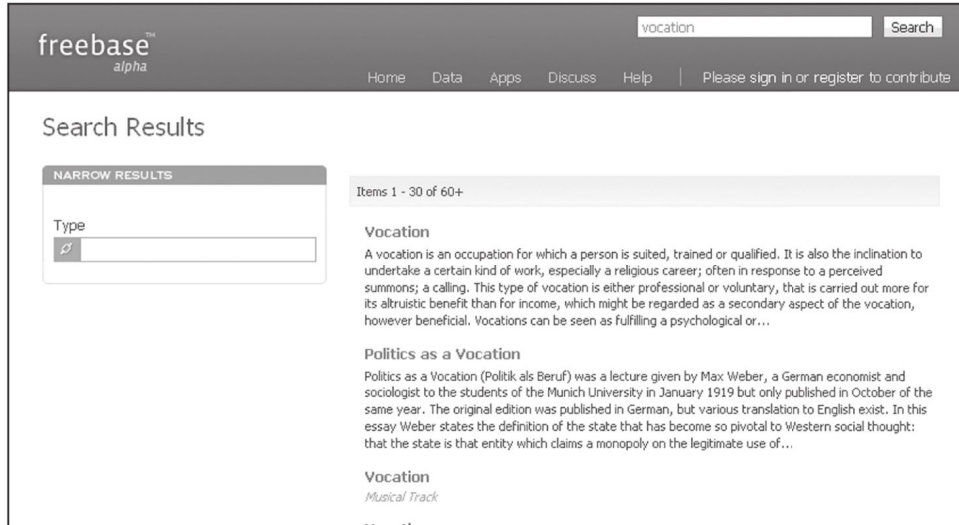 vocation
Search
freebase™
alpha
Home Data Apps Discuss Help | Please sign in or register to contribute
Search Results
NARROW RESULTS
Items 1 - 30 of 60+
Type
Vocation
A vocation is an occupation for which a person is suited, trained or qualified. It is also the inclination to
undertake a certain kind of work, especially a religious career; often in response to a perceived
summons; a calling. This type of vocation is either professional or voluntary, that is carried out more for
its altruistic benefit than for income, which might be regarded as a secondary aspect of the vocation,
however beneficial. Vocations can be seen as fulfilling a psychological or...
Politics as a Vocation
Politics as a Vocation (Politik als Beruf) was a lecture given by Max Weber, a German economist and
sociologist to the students of the Munich University in January 1919 but only published in October of the
same year. The original edition was published in German, but various translation to English exist. In this
essay Weber states the definition of the state that has become so pivotal to Western social thought:
that the state is that entity which claims a monopoly on the legitimate use of...
Vocation
Musical Track